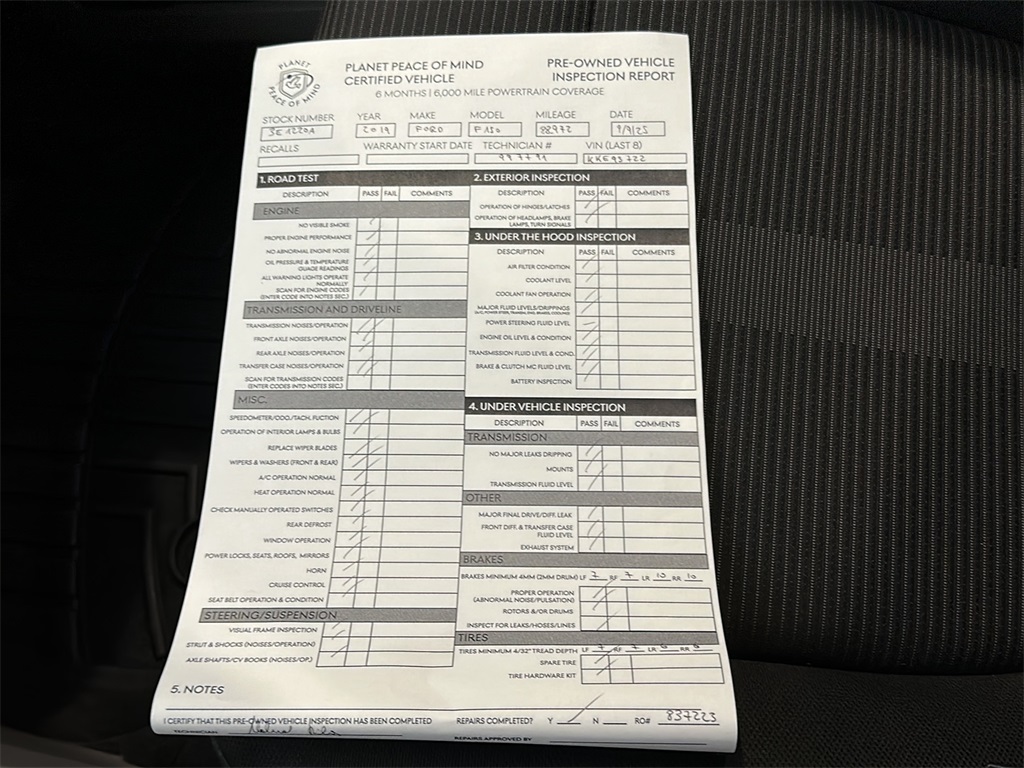 PLANET
PEACE OF MIND
PLANET PEACE OF MIND
CERTIFIED VEHICLE
PRE-OWNED VEHICLE
INSPECTION REPORT
6 MONTHS | 6,000 MILE POWERTRAIN COVERAGE
STOCK NUMBER YEAR MAKE MODEL MILEAGE DATE
3E1220A 2019 FORD F150 88972 9/9/25
RECALLS WARRANTY START DATE TECHNICIAN # VIN (LAST 8)
997791 KKE93722
1. ROAD TEST
DESCRIPTION PASS FAIL COMMENTS
ENGINE
NO VISIBLE SMOKE
PROPER ENGINE PERFORMANCE
NO ABNORMAL ENGINE NOISE
OIL PRESSURE & TEMPERATURE
GUAGE READINGS
ALL WARNING LIGHTS OPERATE
NORMALLY
SCAN FOR ENGINE CODES
(ENTER CODE INTO NOTES SEC.)
TRANSMISSION AND DRIVELINE
TRANSMISSION NOISES/OPERATION
FRONT AXLE NOISES/OPERATION
REAR AXLE NOISES/OPERATION
TRANSFER CASE NOISES/OPERATION
SCAN FOR TRANSMISSION CODES
(ENTER CODES INTO NOTES SEC.)
MISC.
SPEEDOMETER/COO./TACH. FUCTION
OPERATION OF INTERIOR LAMPS & BULBS
REPLACE WIPER BLADES
WIPERS & WASHERS (FRONT & REAR)
A/C OPERATION NORMAL
HEAT OPERATION NORMAL
CHECK MANUALLY OPERATED SWITCHES
REAR DEFROST
WINDOW OPERATION
POWER LOCKS, SEATS, ROOFS, MIRRORS
HORN
CRUISE CONTROL
SEAT BELT OPERATION & CONDITION
STEERING/SUSPENSION
VISUAL FRAME INSPECTION
STRUT & SHOCKS (NOISES/OPERATION)
AXLE SHAFTS/CV BOOKS (NOISES/OP.)
2. EXTERIOR INSPECTION
DESCRIPTION PASS FAIL COMMENTS
OPERATION OF HINGES/LATCHES
OPERATION OF HEADLAMPS, BRAKE
LAMPS, TURN SIGNALS
3. UNDER THE HOOD INSPECTION
DESCRIPTION PASS FAIL COMMENTS
AIR FILTER CONDITION
COOLANT LEVEL
COOLANT FAN OPERATION
MAJOR FLUID LEVELS/DRIPPINGS
POWER STEERING FLUID LEVEL
ENGINE OIL LEVEL & CONDITION
TRANSMISSION FLUID LEVEL & COND.
BRAKE & CLUTCH MC FLUID LEVEL
BATTERY INSPECTION
4. UNDER VEHICLE INSPECTION
DESCRIPTION PASS FAIL COMMENTS
TRANSMISSION
NO MAJOR LEAKS DRIPPING
MOUNTS
TRANSMISSION FLUID LEVEL
OTHER
MAJOR FINAL DRIVE/DIFF. LEAK
FRONT DIFF. & TRANSFER CASE
FLUID LEVEL
EXHAUST SYSTEM
BRAKES
BRAKES MINIMUM 4MM (2MM DRUM) LF 7 RF 7 LR 10 RR 10
PROPER OPERATION
(ABNORMAL NOISE/PULSATION)
ROTORS &/OR DRUMS
INSPECT FOR LEAKS/HOSES/LINES
TIRES
TIRES MINIMUM 4/32" TREAD DEPTH LF 7 RF 7 LR 6 RR 6
SPARE TIRE
TIRE HARDWARE KIT
5. NOTES
I CERTIFY THAT THIS PRE-OWNED VEHICLE INSPECTION HAS BEEN COMPLETED REPAIRS COMPLETED? Y N RO# 837223
TECHNICIAN
REPAIRS APPROVED BY